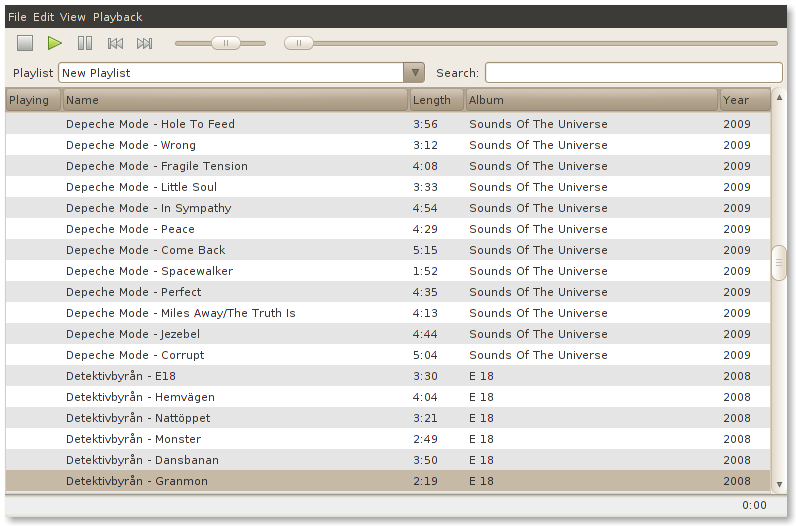 File Edit View Playback
Playlist New Playlist Search:
Playing Name Length Album Year
Depeche Mode - Hole To Feed 3:56 Sounds Of The Universe 2009
Depeche Mode - Wrong 3:12 Sounds Of The Universe 2009
Depeche Mode - Fragile Tension 4:08 Sounds Of The Universe 2009
Depeche Mode - Little Soul 3:33 Sounds Of The Universe 2009
Depeche Mode - In Sympathy 4:54 Sounds Of The Universe 2009
Depeche Mode - Peace 4:29 Sounds Of The Universe 2009
Depeche Mode - Come Back 5:15 Sounds Of The Universe 2009
Depeche Mode - Spacewalker 1:52 Sounds Of The Universe 2009
Depeche Mode - Perfect 4:35 Sounds Of The Universe 2009
Depeche Mode - Miles Away/The Truth Is 4:13 Sounds Of The Universe 2009
Depeche Mode - Jezebel 4:44 Sounds Of The Universe 2009
Depeche Mode - Corrupt 5:04 Sounds Of The Universe 2009
Detektivbyrån - E18 3:30 E 18 2008
Detektivbyrån - Hemvägen 4:04 E 18 2008
Detektivbyrån - Nattöppet 3:21 E 18 2008
Detektivbyrån - Monster 2:49 E 18 2008
Detektivbyrån - Dansbanan 3:50 E 18 2008
Detektivbyrån - Granmon 2:19 E 18 2008
0:00